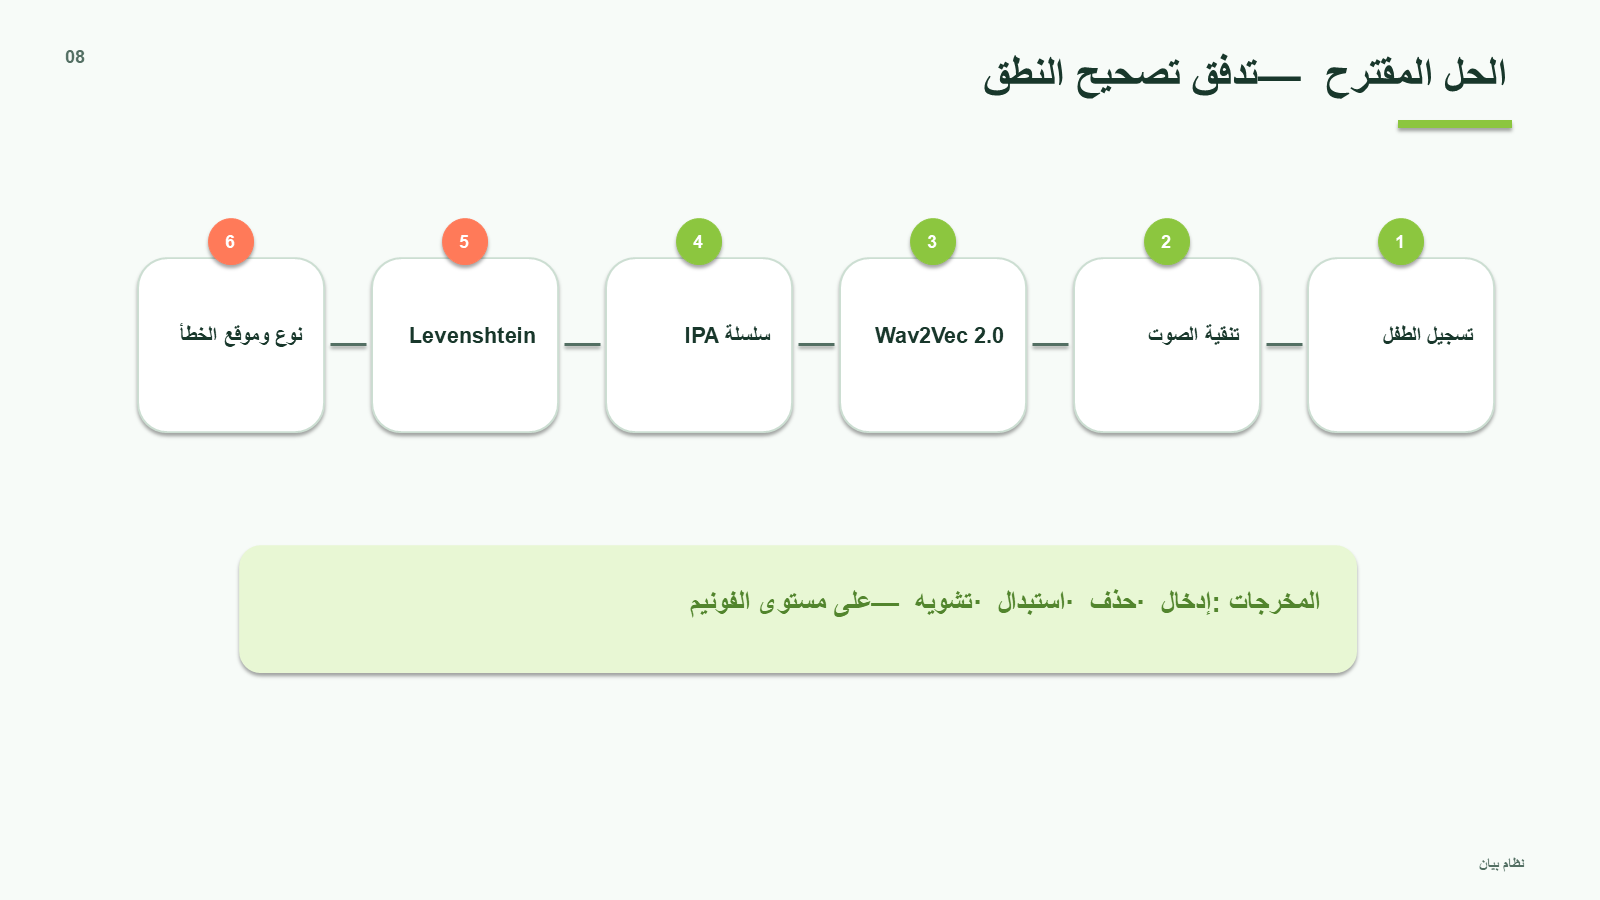 الحل المقترح — تدفق تصحيح النطق
08
1
تسجيل الطفل
2
تنقية الصوت
3
Wav2Vec 2.0
4
سلسلة IPA
5
Levenshtein
6
نوع وموقع الخطأ
المخرجات: إدخال · حذف · استبدال · تشويه — على مستوى الفونيم
نظام بيان